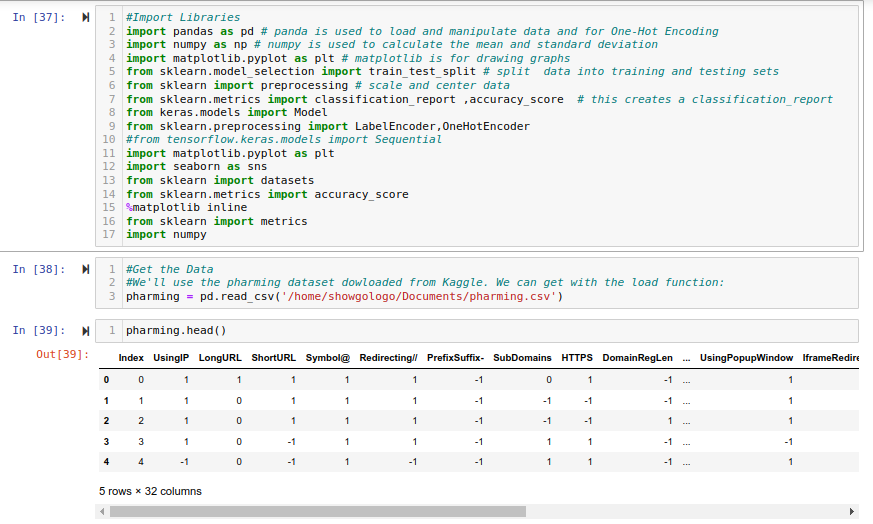 In [37]:
1 #Import Libraries
2 import pandas as pd # panda is used to load and manipulate data and for One-Hot Encoding
3 import numpy as np # numpy is used to calculate the mean and standard deviation
4 import matplotlib.pyplot as plt # matplotlib is for drawing graphs
5 from sklearn.model_selection import train_test_split # split  data into training and testing sets
6 from sklearn import preprocessing # scale and center data
7 from sklearn.metrics import classification_report ,accuracy_score  # this creates a classification_report
8 from keras.models import Model
9 from sklearn.preprocessing import LabelEncoder,OneHotEncoder
10 #from tensorflow.keras.models import Sequential
11 import matplotlib.pyplot as plt
12 import seaborn as sns
13 from sklearn import datasets
14 from sklearn.metrics import accuracy_score
15 %matplotlib inline
16 from sklearn import metrics
17 import numpy
In [38]:
1 #Get the Data
2 #We'll use the pharming dataset dowloaded from Kaggle. We can get with the load function:
3 pharming = pd.read_csv('/home/showgologo/Documents/pharming.csv')
In [39]:
1 pharming.head()
Out[39]:
Index UsingIP LongURL ShortURL Symbol@ Redirecting// PrefixSuffix- SubDomains HTTPS DomainRegLen ... UsingPopupWindow IframeRedire
0 0 1 1 1 1 1 -1 0 1 -1 ... 1
1 1 1 0 1 1 1 -1 -1 -1 -1 ... 1
2 2 1 0 1 1 1 -1 -1 -1 1 ... 1
3 3 1 0 -1 1 1 -1 1 1 -1 ... -1
4 4 -1 0 -1 1 -1 -1 1 1 -1 ... 1
5 rows × 32 columns